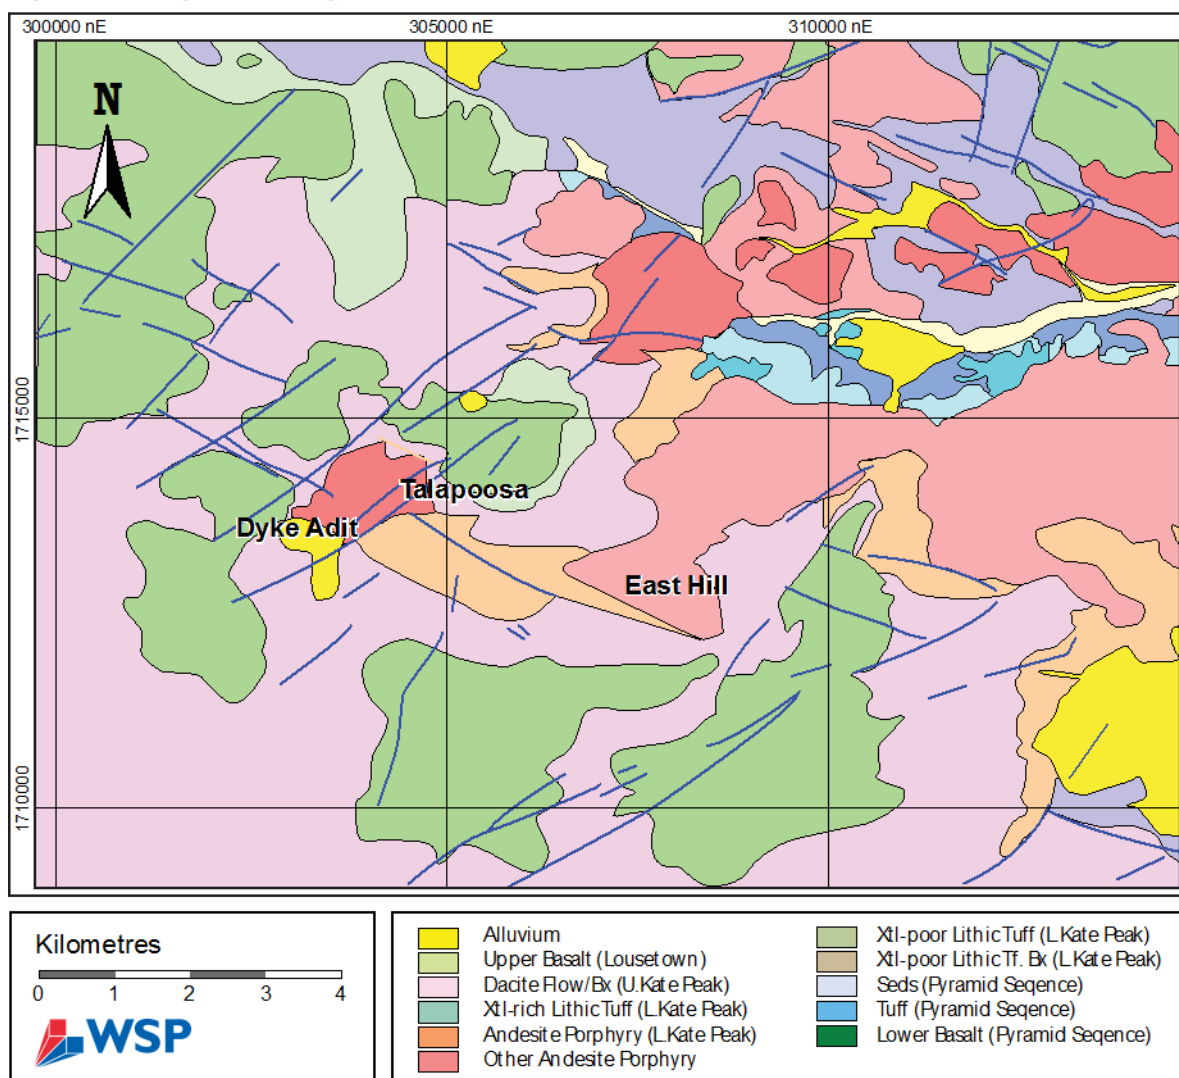 300000 nE 305000 nE 310000 nE
N
1715000
Talapoosa
Dyke Adit
East Hill
1710000
Kilometres
0 1 2 3 4
WSP
Alluvium
Upper Basalt (Lousetown)
Dacite Flow/Bx (U.Kate Peak)
Xtl-rich Lithic Tuff (L.Kate Peak)
Andesite Porphyry (L.Kate Peak)
Other Andesite Porphyry
Xtl-poor Lithic Tuff (L.Kate Peak)
Xtl-poor Lithic Tf. Bx (L.Kate Peak)
Seds (Pyramid Seqence)
Tuff (Pyramid Seqence)
Lower Basalt (Pyramid Seqence)